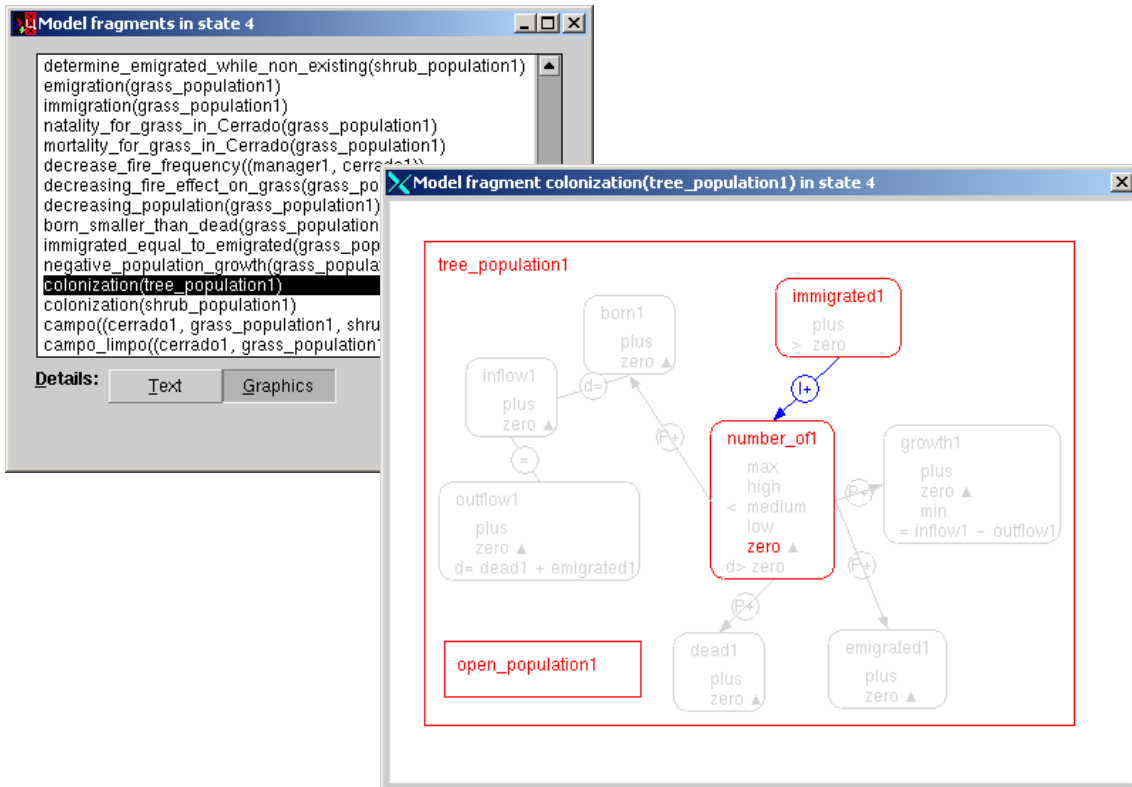 Model fragments in state 4
determine_emigrated_while_non_existing(shrub_population1)
emigration(grass_population1)
immigration(grass_population1)
natality_for_grass_in_Cerrado(grass_population1)
mortality_for_grass_in_Cerrado(grass_population1)
decrease_fire_frequency((manager1, cerrado1))
decreasing_fire_effect_on_grass(grass_po
decreasing_population(grass_population1)
born_smaller_than_dead(grass_population
immigrated_equal_to_emigrated(grass_pop
negative_population_growth(grass_popula
colonization(tree_population1)
colonization(shrub_population1)
campo((cerrado1, grass_population1, shru
campo_limpo((cerrado1, grass_population1
Details:
Text
Graphics
Model fragment colonization(tree_population1) in state 4
tree_population1
immigrated1
plus
> zero
born1
plus
zero ▲
inflow1
plus
zero ▲
d=
I+
P+
=
number_of1
max
high
< medium
low
zero ▲
d> zero
growth1
plus
zero ▲
min
= inflow1 - outflow1
P+
outflow1
plus
zero ▲
d= dead1 + emigrated1
P+
P+
open_population1
dead1
plus
zero ▲
emigrated1
plus
zero ▲